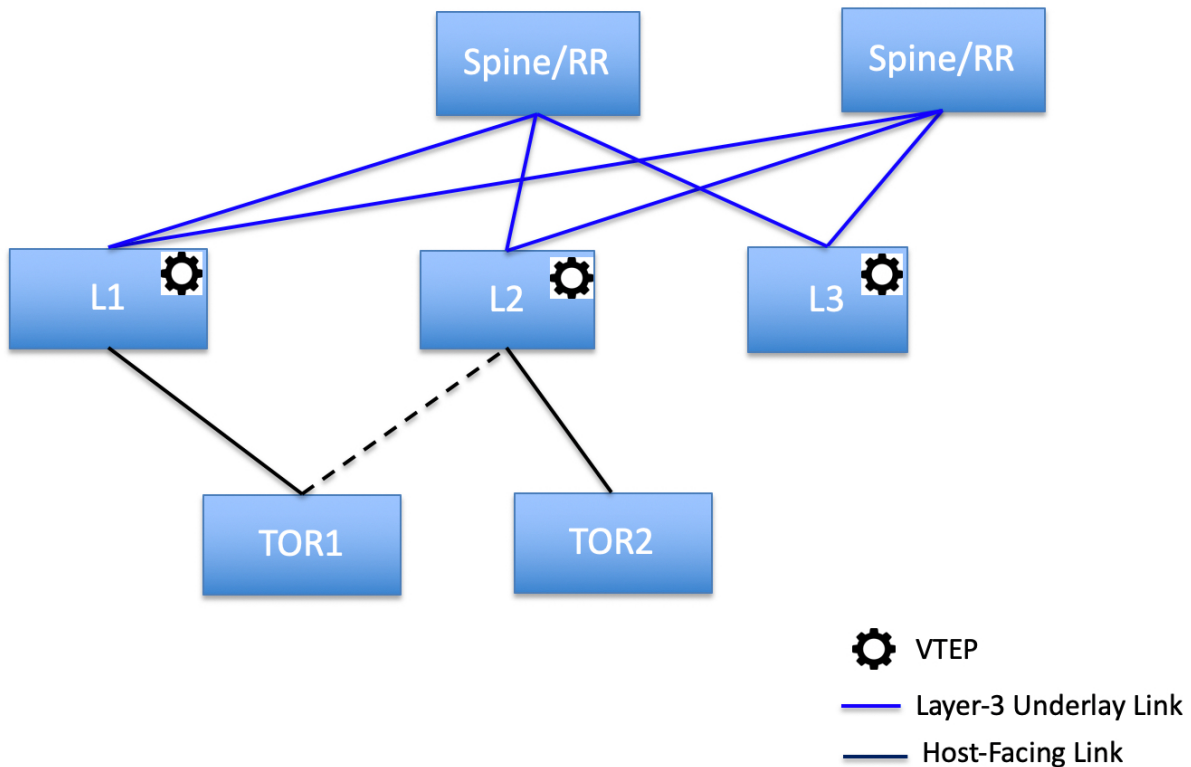 Spine/RR
Spine/RR
L1
L2
L3
TOR1
TOR2
VTEP
Layer-3 Underlay Link
Host-Facing Link